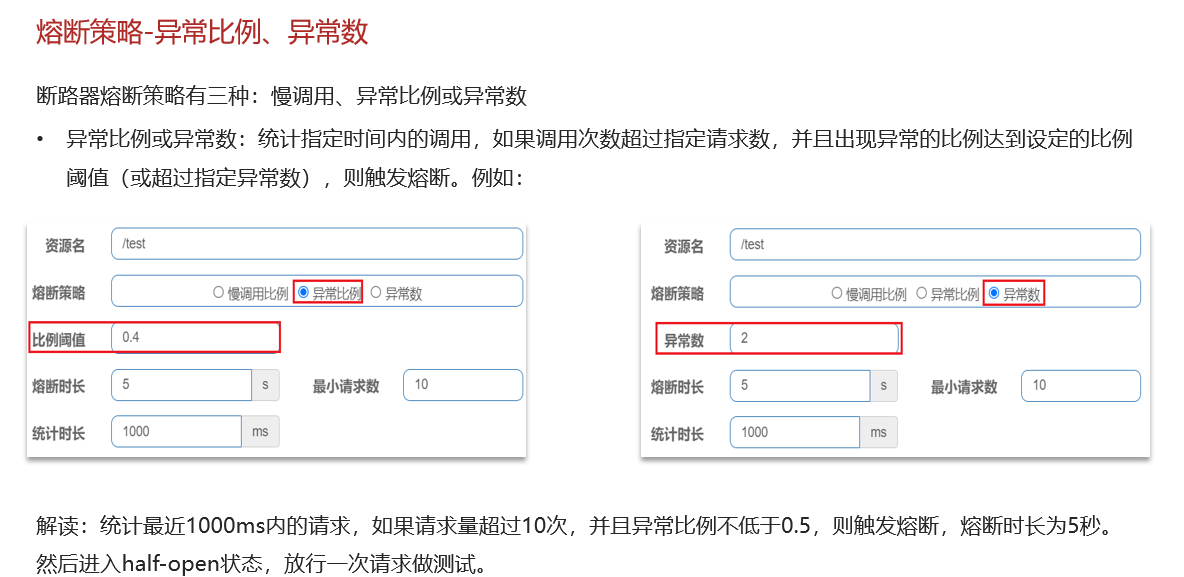 熔断策略-异常比例、异常数
断路器熔断策略有三种：慢调用、异常比例或异常数
• 异常比例或异常数：统计指定时间内的调用，如果调用次数超过指定请求数，并且出现异常的比例达到设定的比例
阈值（或超过指定异常数），则触发熔断。例如：
资源名 /test
熔断策略 慢调用比例 异常比例 异常数
比例阈值 0.4
熔断时长 5 s 最小请求数 10
统计时长 1000 ms
资源名 /test
熔断策略 慢调用比例 异常比例 异常数
异常数 2
熔断时长 5 s 最小请求数 10
统计时长 1000 ms
解读：统计最近1000ms内的请求，如果请求量超过10次，并且异常比例不低于0.5，则触发熔断，熔断时长为5秒。
然后进入half-open状态，放行一次请求做测试。